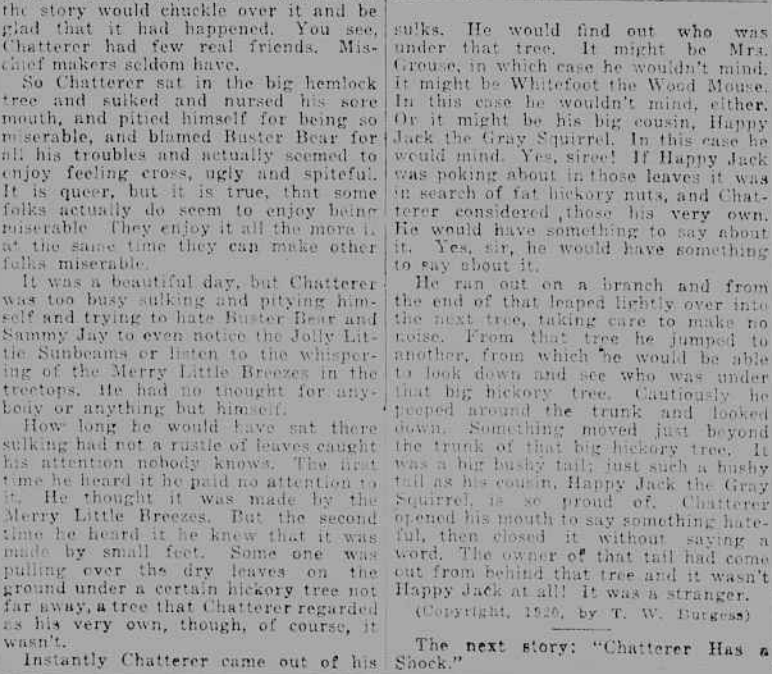 the story would chuckle over it and be
glad that it had happened. You see,
Chatterer had few real friends. Mis-
chief makers seldom have.
So Chatterer sat in the big hemlock
tree and sulked and nursed his sore
mouth, and pitied himself for being so
miserable, and blamed Buster Bear for
all his troubles and actually seemed to
enjoy feeling cross, ugly and spiteful.
It is queer, but it is true, that some
folks actually do seem to enjoy being
miserable They enjoy it all the more if
at the same time they can make other
folks miserable.
It was a beautiful day, but Chatterer
was too busy sulking and pitying him-
self and trying to hate Buster Bear and
Sammy Jay to even notice the Jolly Lit-
tle Sunbeams or listen to the whisper-
ing of the Merry Little Breezes in the
treetops. He had no thought for any-
body or anything but himself.
How long he would have sat there
sulking had not a rustle of leaves caught
his attention nobody knows. The first
time he heard it he paid no attention to
it. He thought it was made by the
Merry Little Breezes. But the second
time he heard it he knew that it was
made by small feet. Some one was
pulling over the dry leaves on the
ground under a certain hickory tree not
far away, a tree that Chatterer regarded
as his very own, though, of course, it
wasn't.
Instantly Chatterer came out of his
sulks. He would find out who was
under that tree. It might be Mrs.
Grouse, in which case he wouldn't mind.
It might be Whitefoot the Wood Mouse.
In this case he wouldn't mind, either.
Or it might be his big cousin, Happy
Jack the Gray Squirrel. In this case he
would mind. Yes, siree! If Happy Jack
was poking about in those leaves it was
in search of fat hickory nuts, and Chat-
terer considered those his very own.
He would have something to say about
it. Yes, sir, he would have something
to say about it.
He ran out on a branch and from
the end of that leaped lightly over into
the next tree, taking care to make no
noise. From that tree he jumped to
another, from which he would be able
to look down and see who was under
that big hickory tree. Cautiously he
peeped around the trunk and looked
down. Something moved just beyond
the trunk of that big hickory tree. It
was a big bushy tail; just such a bushy
tail as his cousin, Happy Jack the Gray
Squirrel, is so proud of. Chatterer
opened his mouth to say something hate-
ful, then closed it without saying a
word. The owner of that tail had come
out from behind that tree and it wasn't
Happy Jack at all! It was a stranger.
(Copyright, 1920, by T. W. Burgess)
The next story: "Chatterer Has a
Shock."